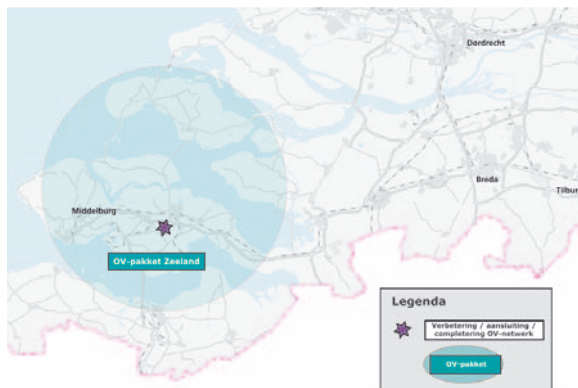 Dordrecht
Breda
Tilbur
Middelburg
OV-pakket Zeeland
Legenda
Verbetering / aansluiting /
completering OV-netwerk
OV-pakket